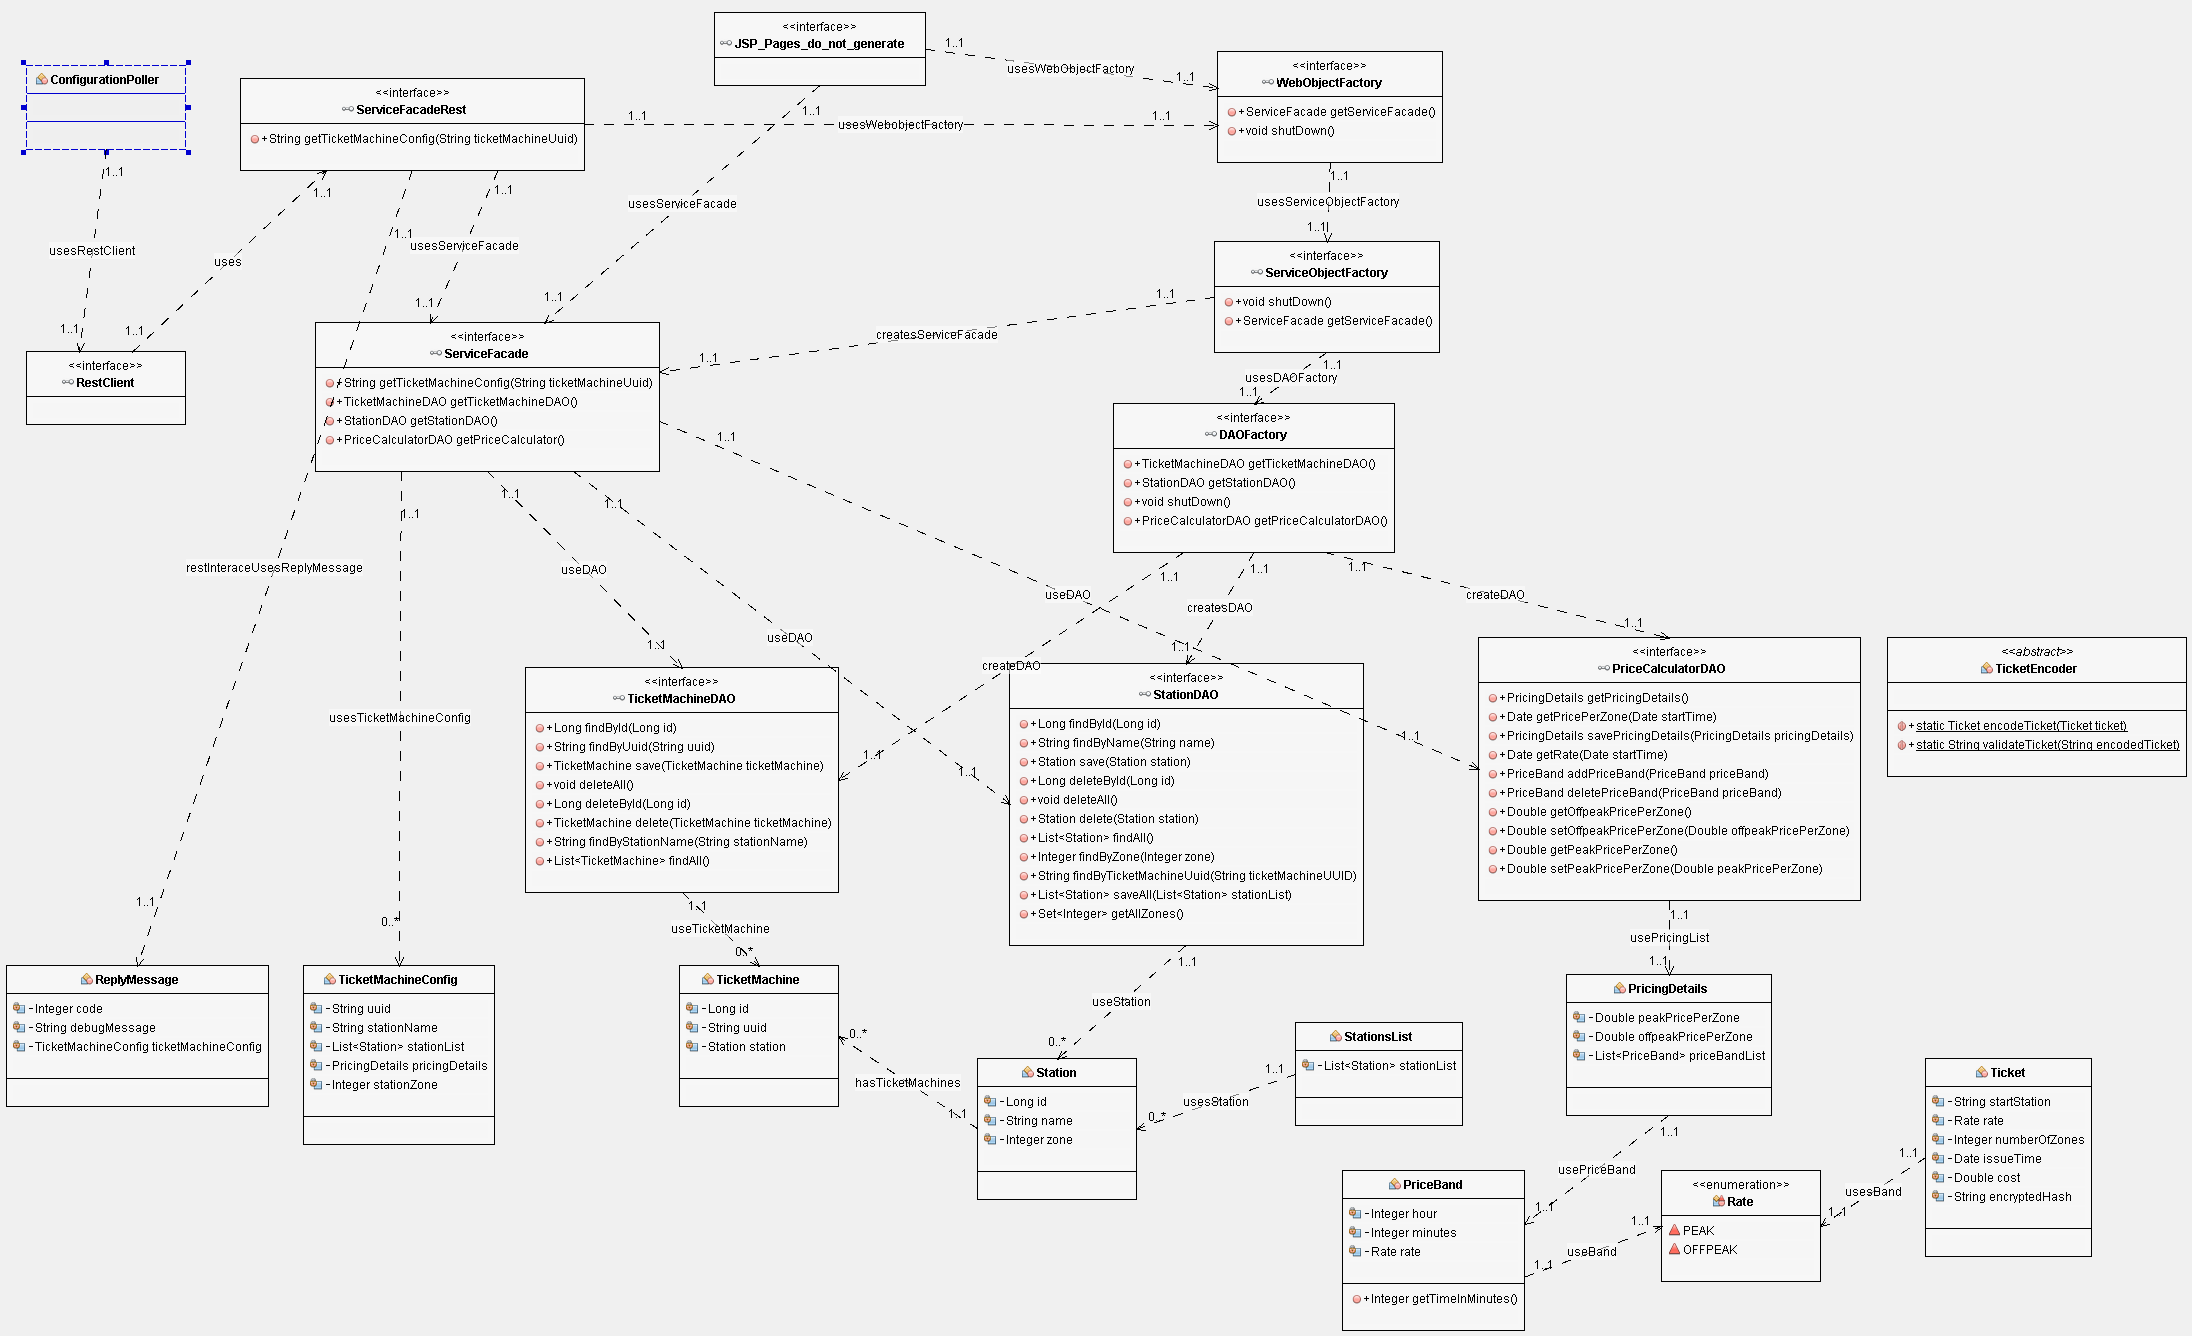 <<interface>>
JSP_Pages_do_not_generate
1..1
usesWebObjectFactory
1..1
<<interface>>
WebObjectFactory
+ServiceFacade getServiceFacade()
+void shutDown()
ConfigurationPoller
<<interface>>
ServiceFacadeRest
+String getTicketMachineConfig(String ticketMachineUuid)
1..1
usesWebobjectFactory
1..1
1..1
usesServiceFacade
1..1
1..1
usesServiceObjectFactory
1..1
1..1
usesRestClient
1..1
1..1
uses
1..1
1..1
usesServiceFacade
1..1
1..1
<<interface>>
ServiceObjectFactory
+void shutDown()
+ServiceFacade getServiceFacade()
1..1
createsServiceFacade
1..1
1..1
usesDAOFactory
1..1
<<interface>>
RestClient
<<interface>>
ServiceFacade
+String getTicketMachineConfig(String ticketMachineUuid)
+TicketMachineDAO getTicketMachineDAO()
+StationDAO getStationDAO()
+PriceCalculatorDAO getPriceCalculator()
<<interface>>
DAOFactory
+TicketMachineDAO getTicketMachineDAO()
+StationDAO getStationDAO()
+void shutDown()
+PriceCalculatorDAO getPriceCalculatorDAO()
restInteraceUsesReplyMessage
1..1
1..1
usesTicketMachineConfig
0..*
1..1
useDAO
1..1
1..1
useDAO
1..1
1..1
useDAO
1..1
1..1
createDAO
1..1
1..1
createsDAO
1..1
1..1
createDAO
1..1
<<interface>>
TicketMachineDAO
+Long findById(Long id)
+String findByUuid(String uuid)
+TicketMachine save(TicketMachine ticketMachine)
+void deleteAll()
+Long deleteById(Long id)
+TicketMachine delete(TicketMachine ticketMachine)
+String findByStationName(String stationName)
+List<TicketMachine> findAll()
<<interface>>
StationDAO
+Long findById(Long id)
+String findByName(String name)
+Station save(Station station)
+Long deleteById(Long id)
+void deleteAll()
+Station delete(Station station)
+List<Station> findAll()
+Integer findByZone(Integer zone)
+String findByTicketMachineUuid(String ticketMachineUUID)
+List<Station> saveAll(List<Station> stationList)
+Set<Integer> getAllZones()
<<interface>>
PriceCalculatorDAO
+PricingDetails getPricingDetails()
+Date getPricePerZone(Date startTime)
+PricingDetails savePricingDetails(PricingDetails pricingDetails)
+Date getRate(Date startTime)
+PriceBand addPriceBand(PriceBand priceBand)
+PriceBand deletePriceBand(PriceBand priceBand)
+Double getOffpeakPricePerZone()
+Double setOffpeakPricePerZone(Double offpeakPricePerZone)
+Double getPeakPricePerZone()
+Double setPeakPricePerZone(Double peakPricePerZone)
<<abstract>>
TicketEncoder
+static Ticket encodeTicket(Ticket ticket)
+static String validateTicket(String encodedTicket)
1..1
useTicketMachine
0..*
1..1
useStation
0..*
1..1
usePricingList
1..1
ReplyMessage
-Integer code
-String debugMessage
-TicketMachineConfig ticketMachineConfig
TicketMachineConfig
-String uuid
-String stationName
-List<Station> stationList
-PricingDetails pricingDetails
-Integer stationZone
TicketMachine
-Long id
-String uuid
-Station station
0..*
hasTicketMachines
1..1
Station
-Long id
-String name
-Integer zone
StationsList
-List<Station> stationList
1..1
usesStation
0..*
PricingDetails
-Double peakPricePerZone
-Double offpeakPricePerZone
-List<PriceBand> priceBandList
1..1
usePriceBand
1..1
Ticket
-String startStation
-Rate rate
-Integer numberOfZones
-Date issueTime
-Double cost
-String encryptedHash
1..1
usesBand
1..1
PriceBand
-Integer hour
-Integer minutes
-Rate rate
+Integer getTimeInMinutes()
1..1
useBand
1..1
<<enumeration>>
Rate
PEAK
OFFPEAK